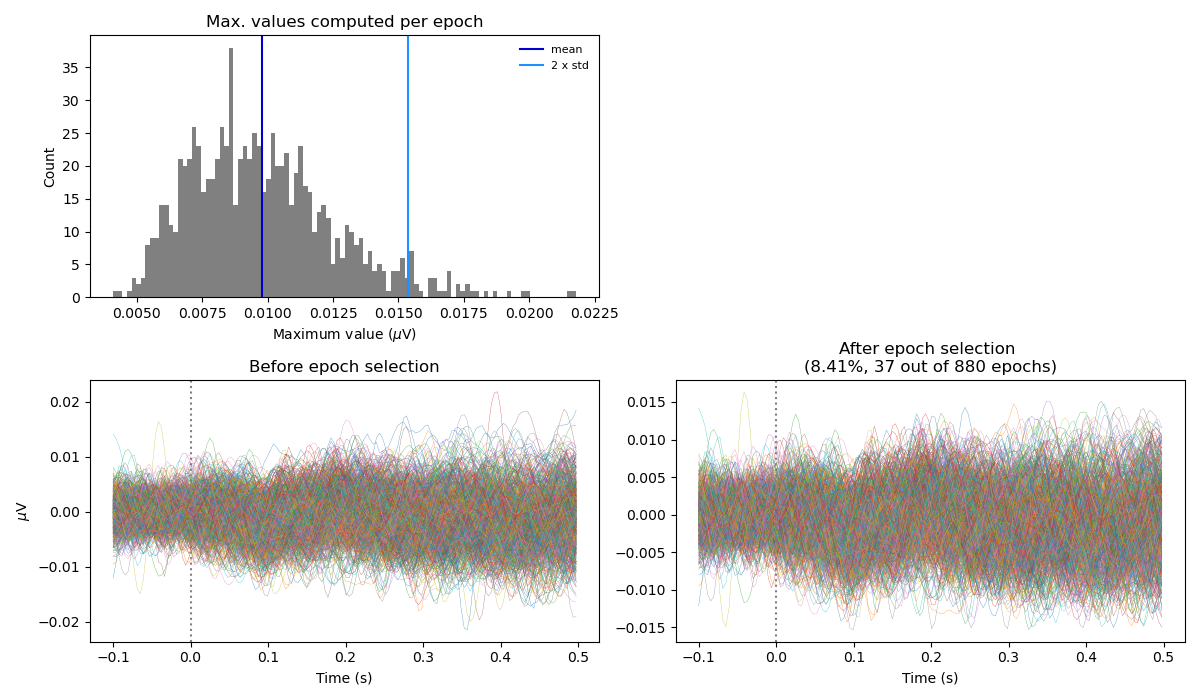 Max. values computed per epoch
mean
2 x std
Count
35
30
25
20
15
10
5
0
0.0050 0.0075 0.0100 0.0125 0.0150 0.0175 0.0200 0.0225
Maximum value (μV)
Before epoch selection
μV
0.02
0.01
0.00
−0.01
−0.02
−0.1 0.0 0.1 0.2 0.3 0.4 0.5
Time (s)
After epoch selection
(8.41%, 37 out of 880 epochs)
0.015
0.010
0.005
0.000
−0.005
−0.010
−0.015
−0.1 0.0 0.1 0.2 0.3 0.4 0.5
Time (s)